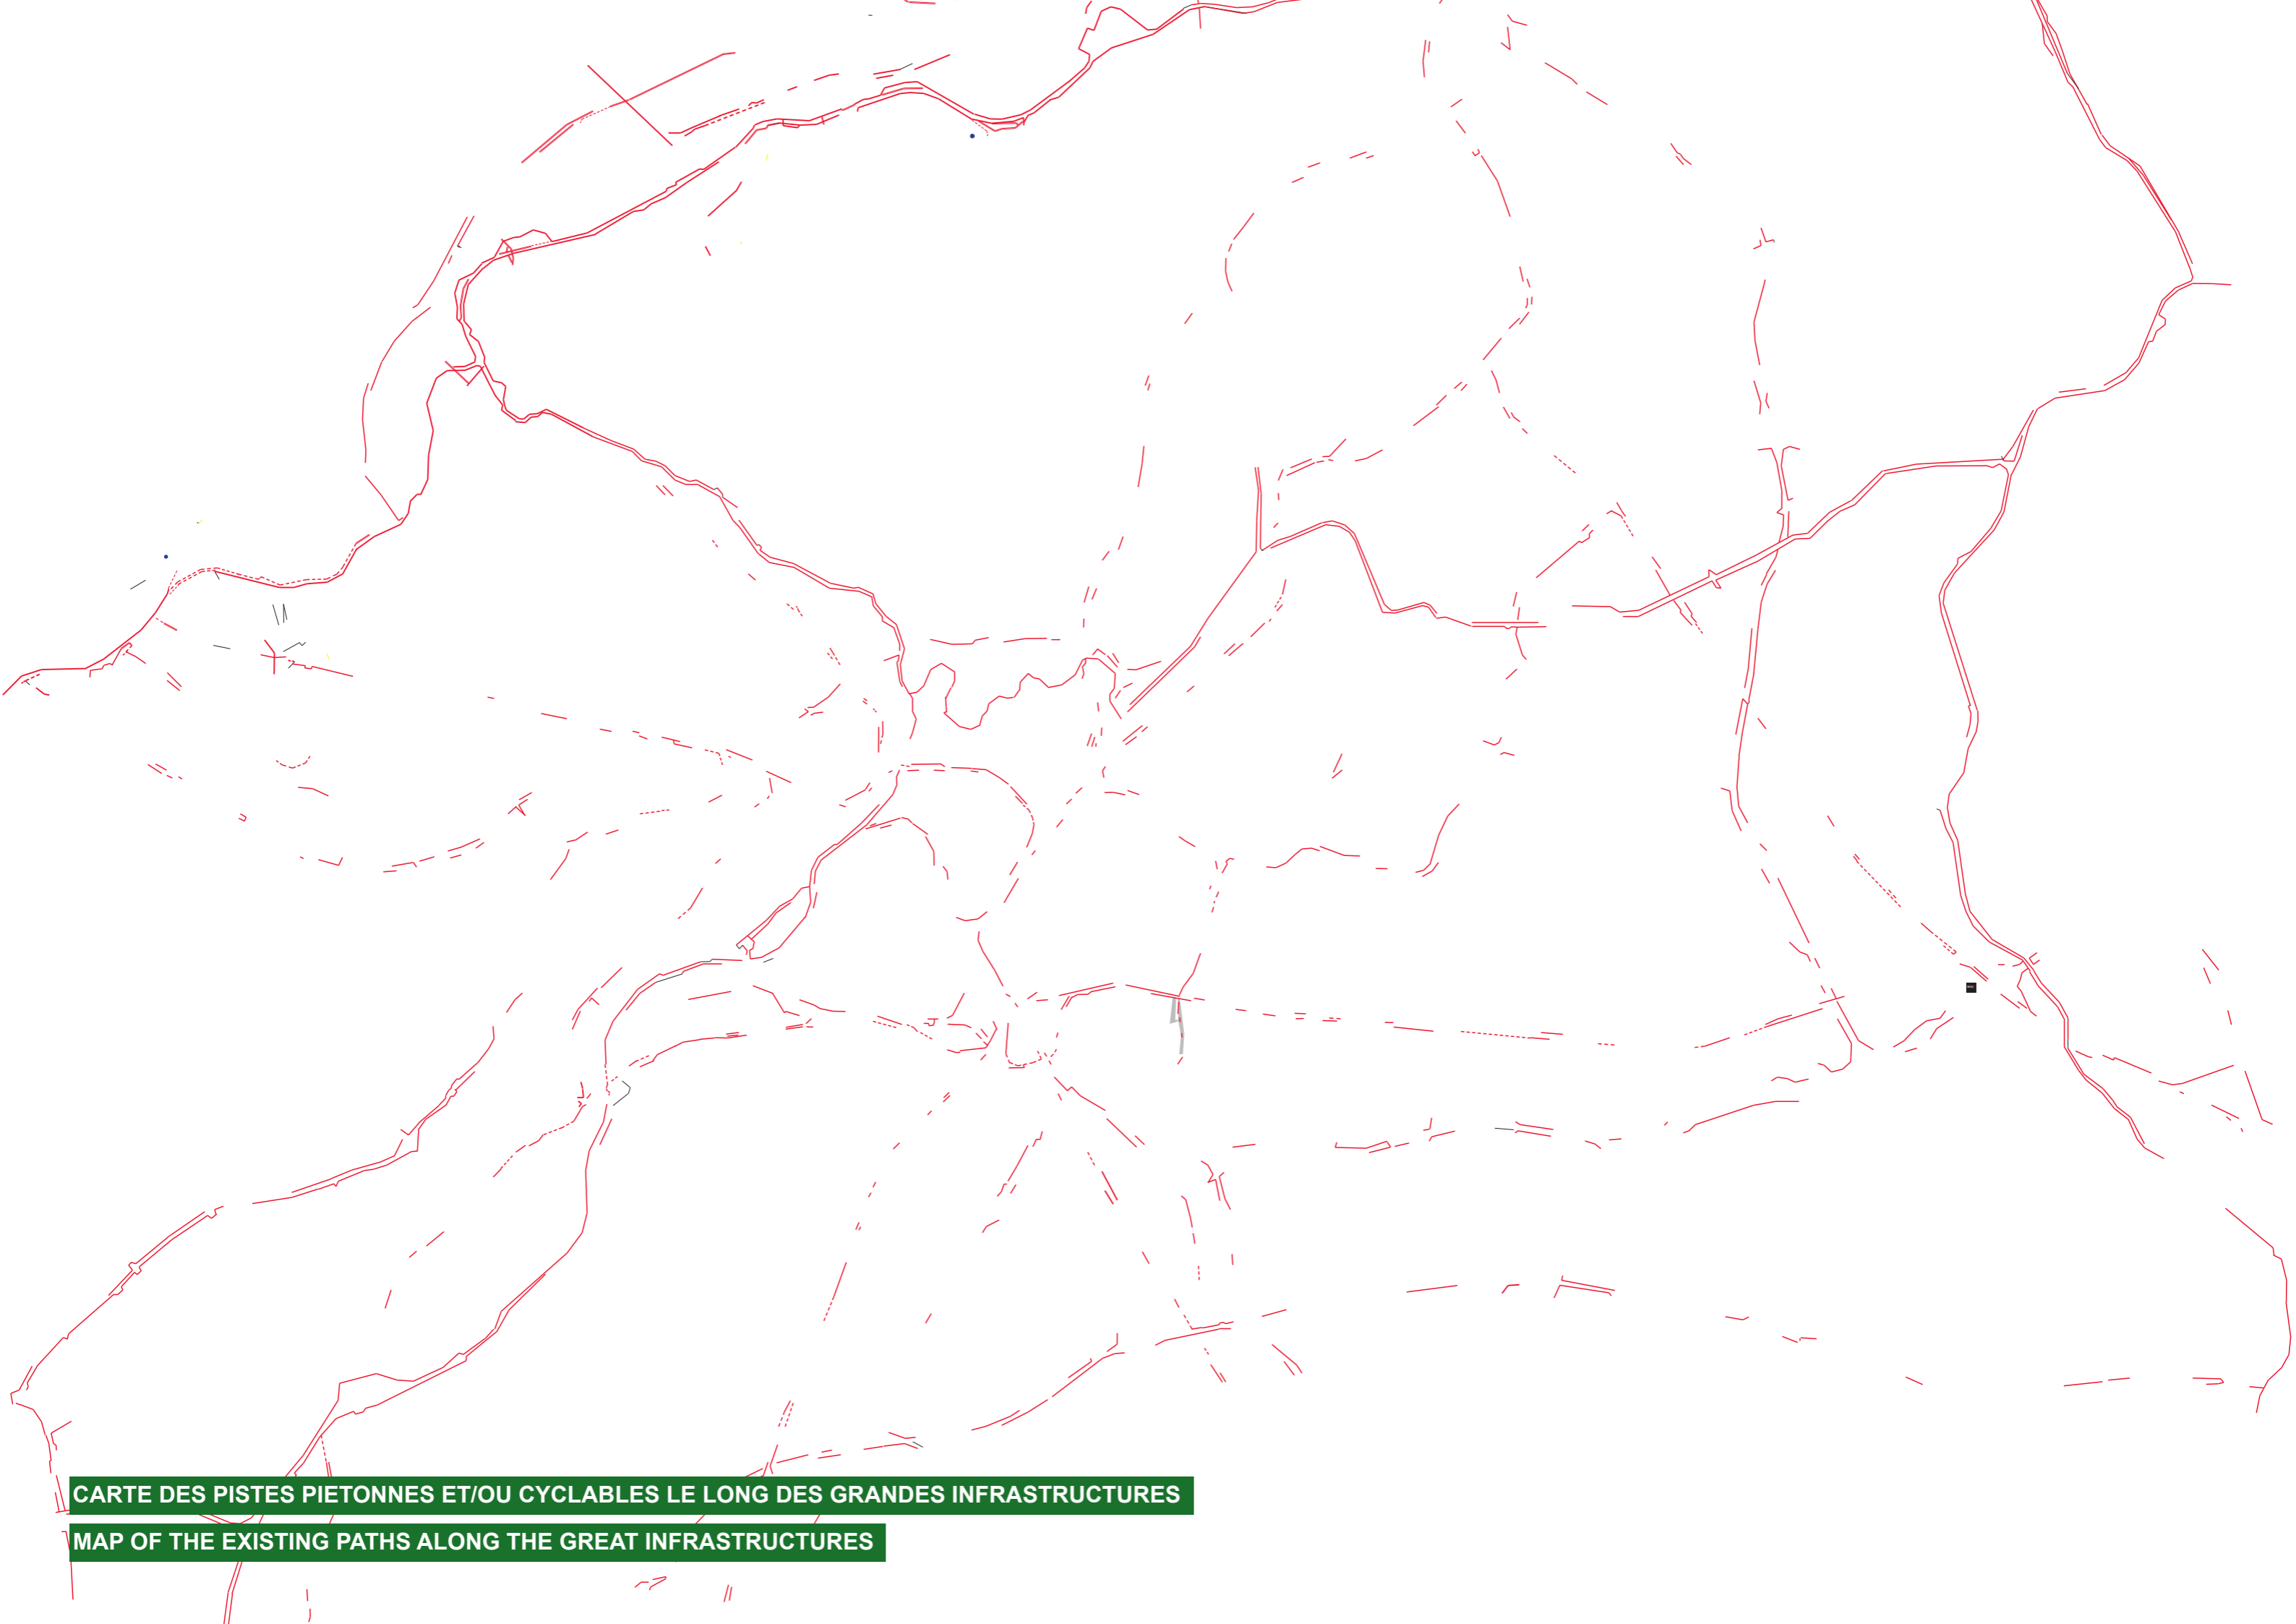 CARTE DES PISTES PIETONNES ET/OU CYCLABLES LE LONG DES GRANDES INFRASTRUCTURES
MAP OF THE EXISTING PATHS ALONG THE GREAT INFRASTRUCTURES